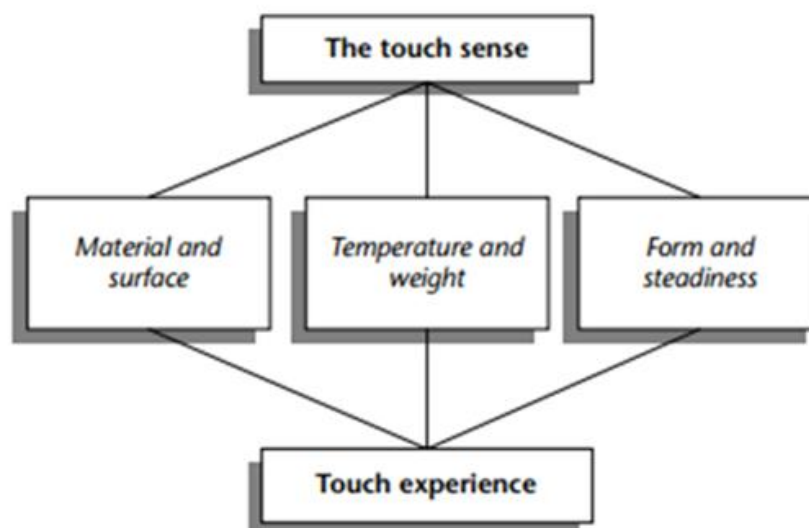 The touch sense
Material and
surface
Temperature and
weight
Form and
steadiness
Touch experience